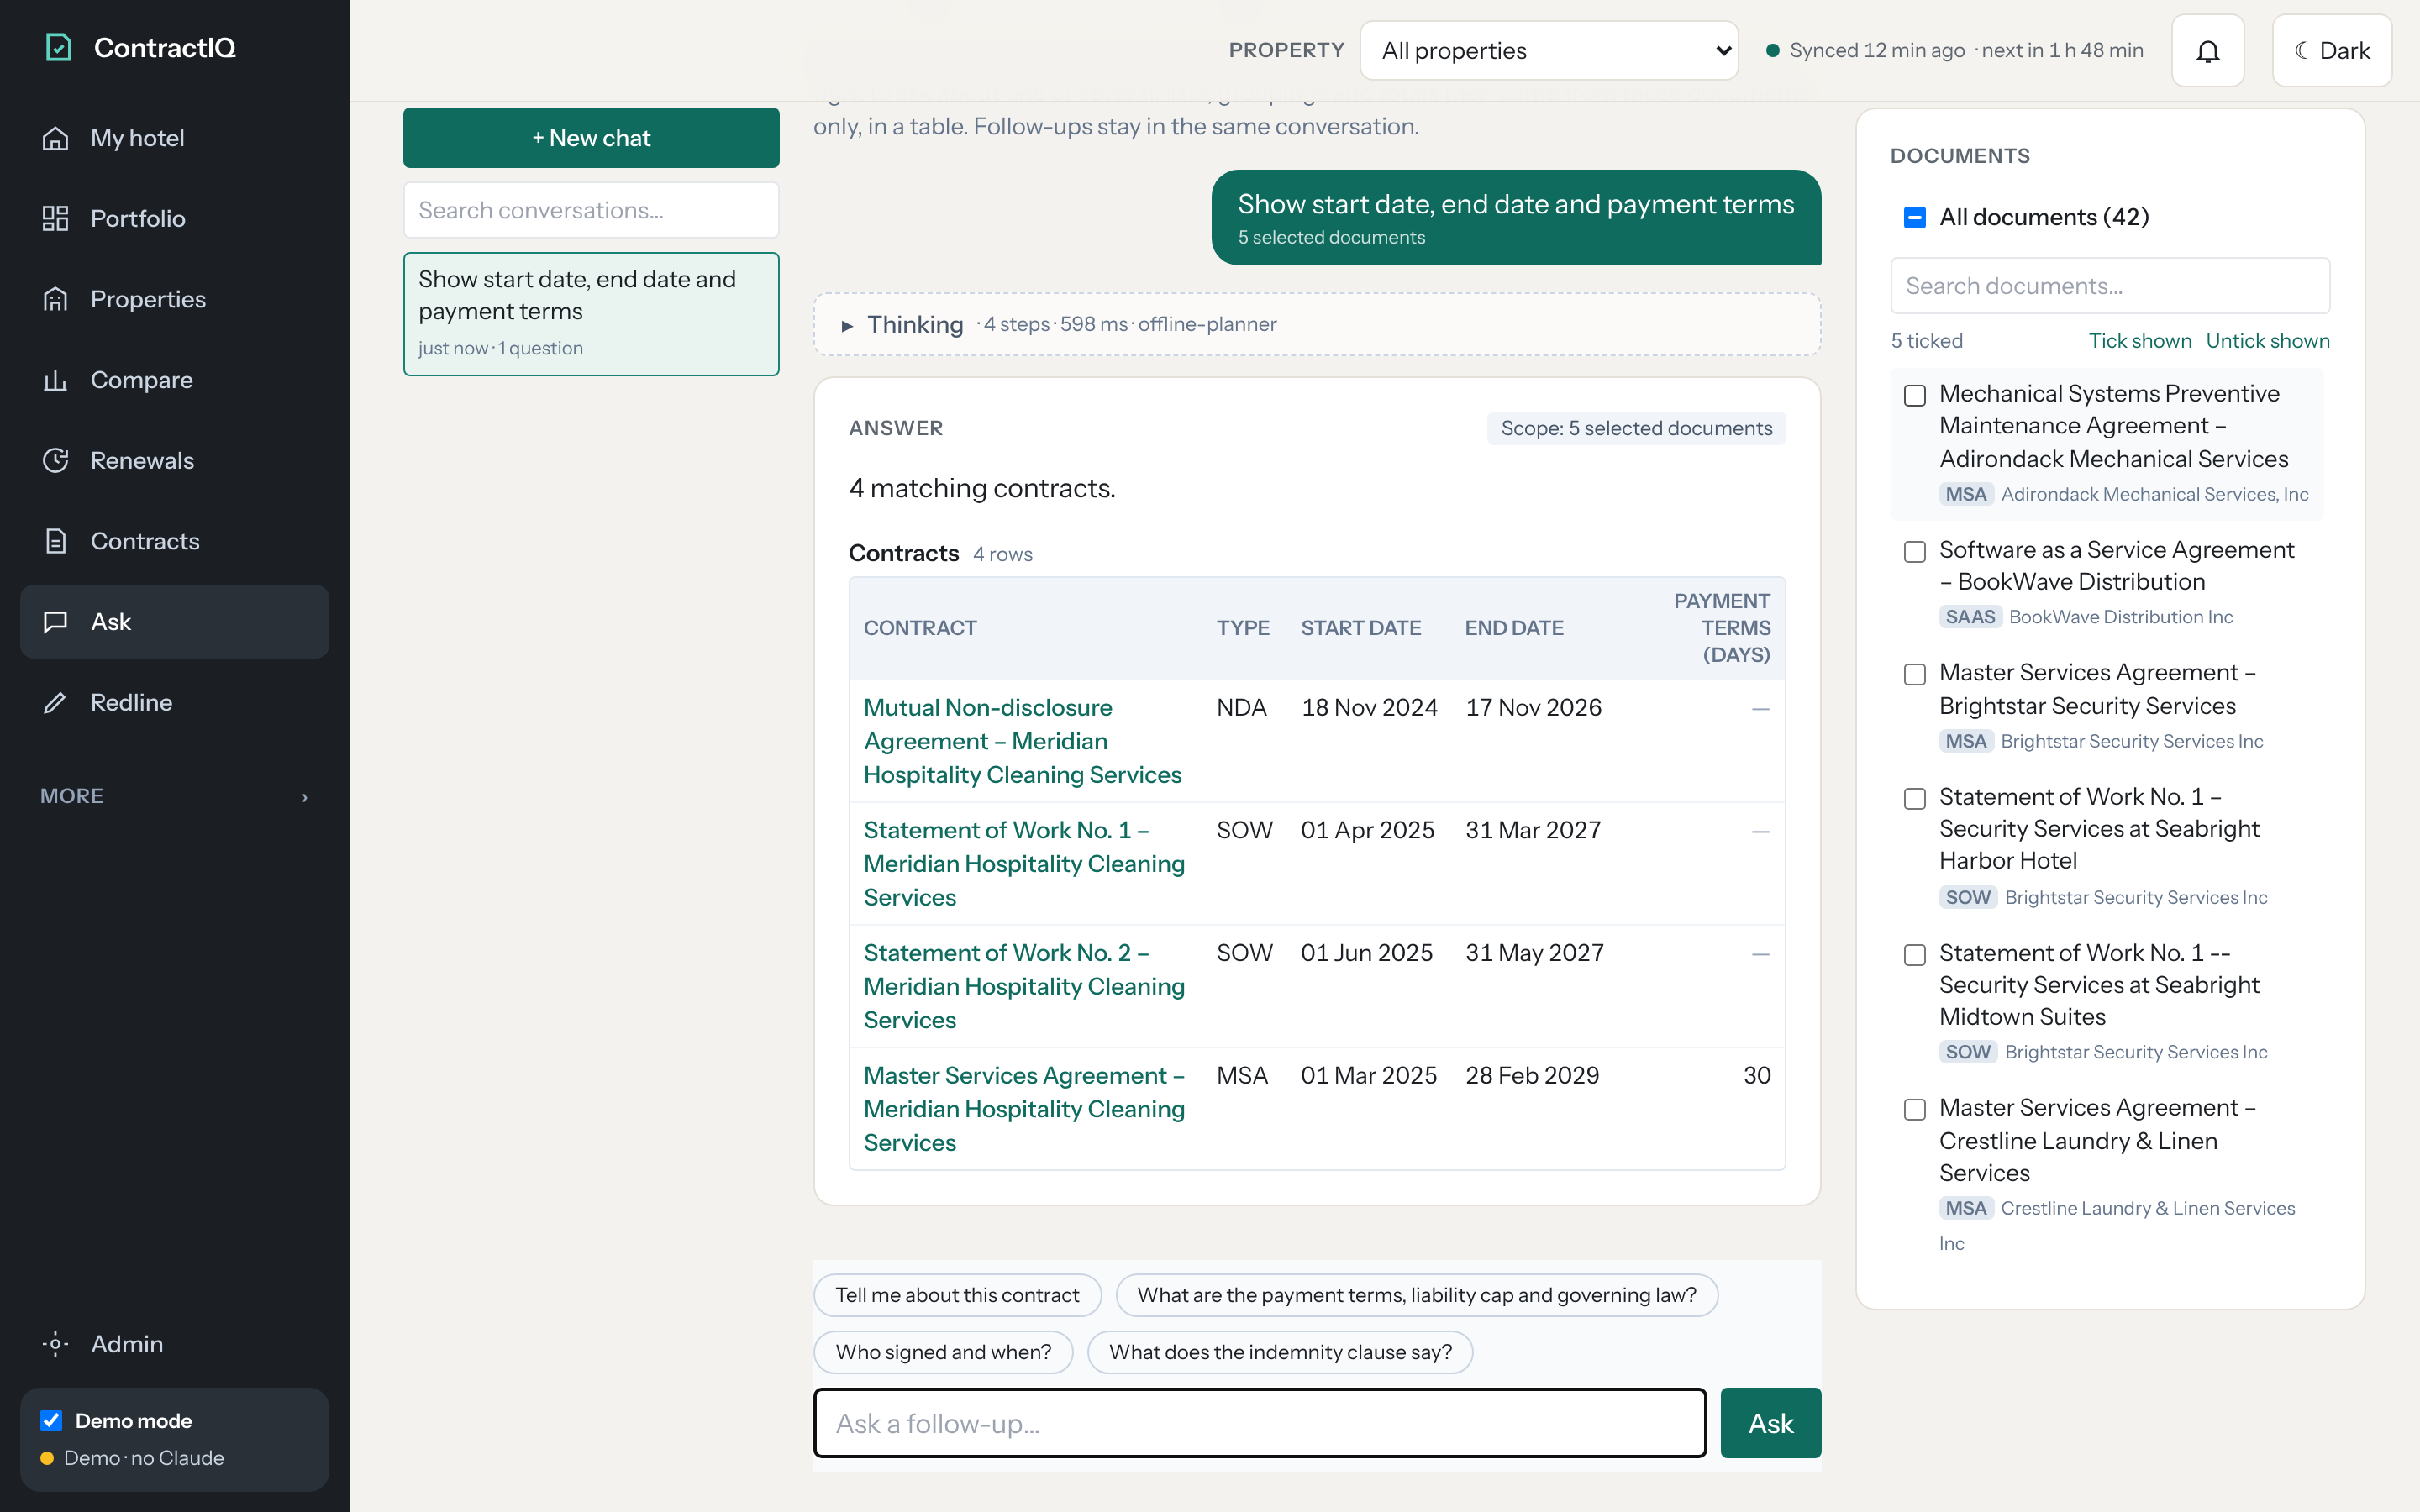 ContractIQ
My hotel
Portfolio
Properties
Compare
Renewals
Contracts
Ask
Redline
MORE ›
Admin
Demo mode
Demo · no Claude
PROPERTY
All properties
Synced 12 min ago · next in 1 h 48 min
☾ Dark
+ New chat
Search conversations...
Show start date, end date and
payment terms
just now · 1 question
only, in a table. Follow-ups stay in the same conversation.
Show start date, end date and payment terms
5 selected documents
▸ Thinking · 4 steps · 598 ms · offline-planner
ANSWER
Scope: 5 selected documents
4 matching contracts.
Contracts 4 rows
CONTRACT TYPE START DATE END DATE PAYMENT TERMS (DAYS)
Mutual Non-disclosure NDA 18 Nov 2024 17 Nov 2026 —
Agreement – Meridian
Hospitality Cleaning Services
Statement of Work No. 1 – SOW 01 Apr 2025 31 Mar 2027 —
Meridian Hospitality Cleaning
Services
Statement of Work No. 2 – SOW 01 Jun 2025 31 May 2027 —
Meridian Hospitality Cleaning
Services
Master Services Agreement – MSA 01 Mar 2025 28 Feb 2029 30
Meridian Hospitality Cleaning
Services
Tell me about this contract
What are the payment terms, liability cap and governing law?
Who signed and when?
What does the indemnity clause say?
Ask a follow-up...
Ask
DOCUMENTS
All documents (42)
Search documents...
5 ticked Tick shown Untick shown
Mechanical Systems Preventive
Maintenance Agreement –
Adirondack Mechanical Services
MSA Adirondack Mechanical Services, Inc
Software as a Service Agreement
– BookWave Distribution
SAAS BookWave Distribution Inc
Master Services Agreement –
Brightstar Security Services
MSA Brightstar Security Services Inc
Statement of Work No. 1 –
Security Services at Seabright
Harbor Hotel
SOW Brightstar Security Services Inc
Statement of Work No. 1 --
Security Services at Seabright
Midtown Suites
SOW Brightstar Security Services Inc
Master Services Agreement –
Crestline Laundry & Linen
Services
MSA Crestline Laundry & Linen Services
Inc